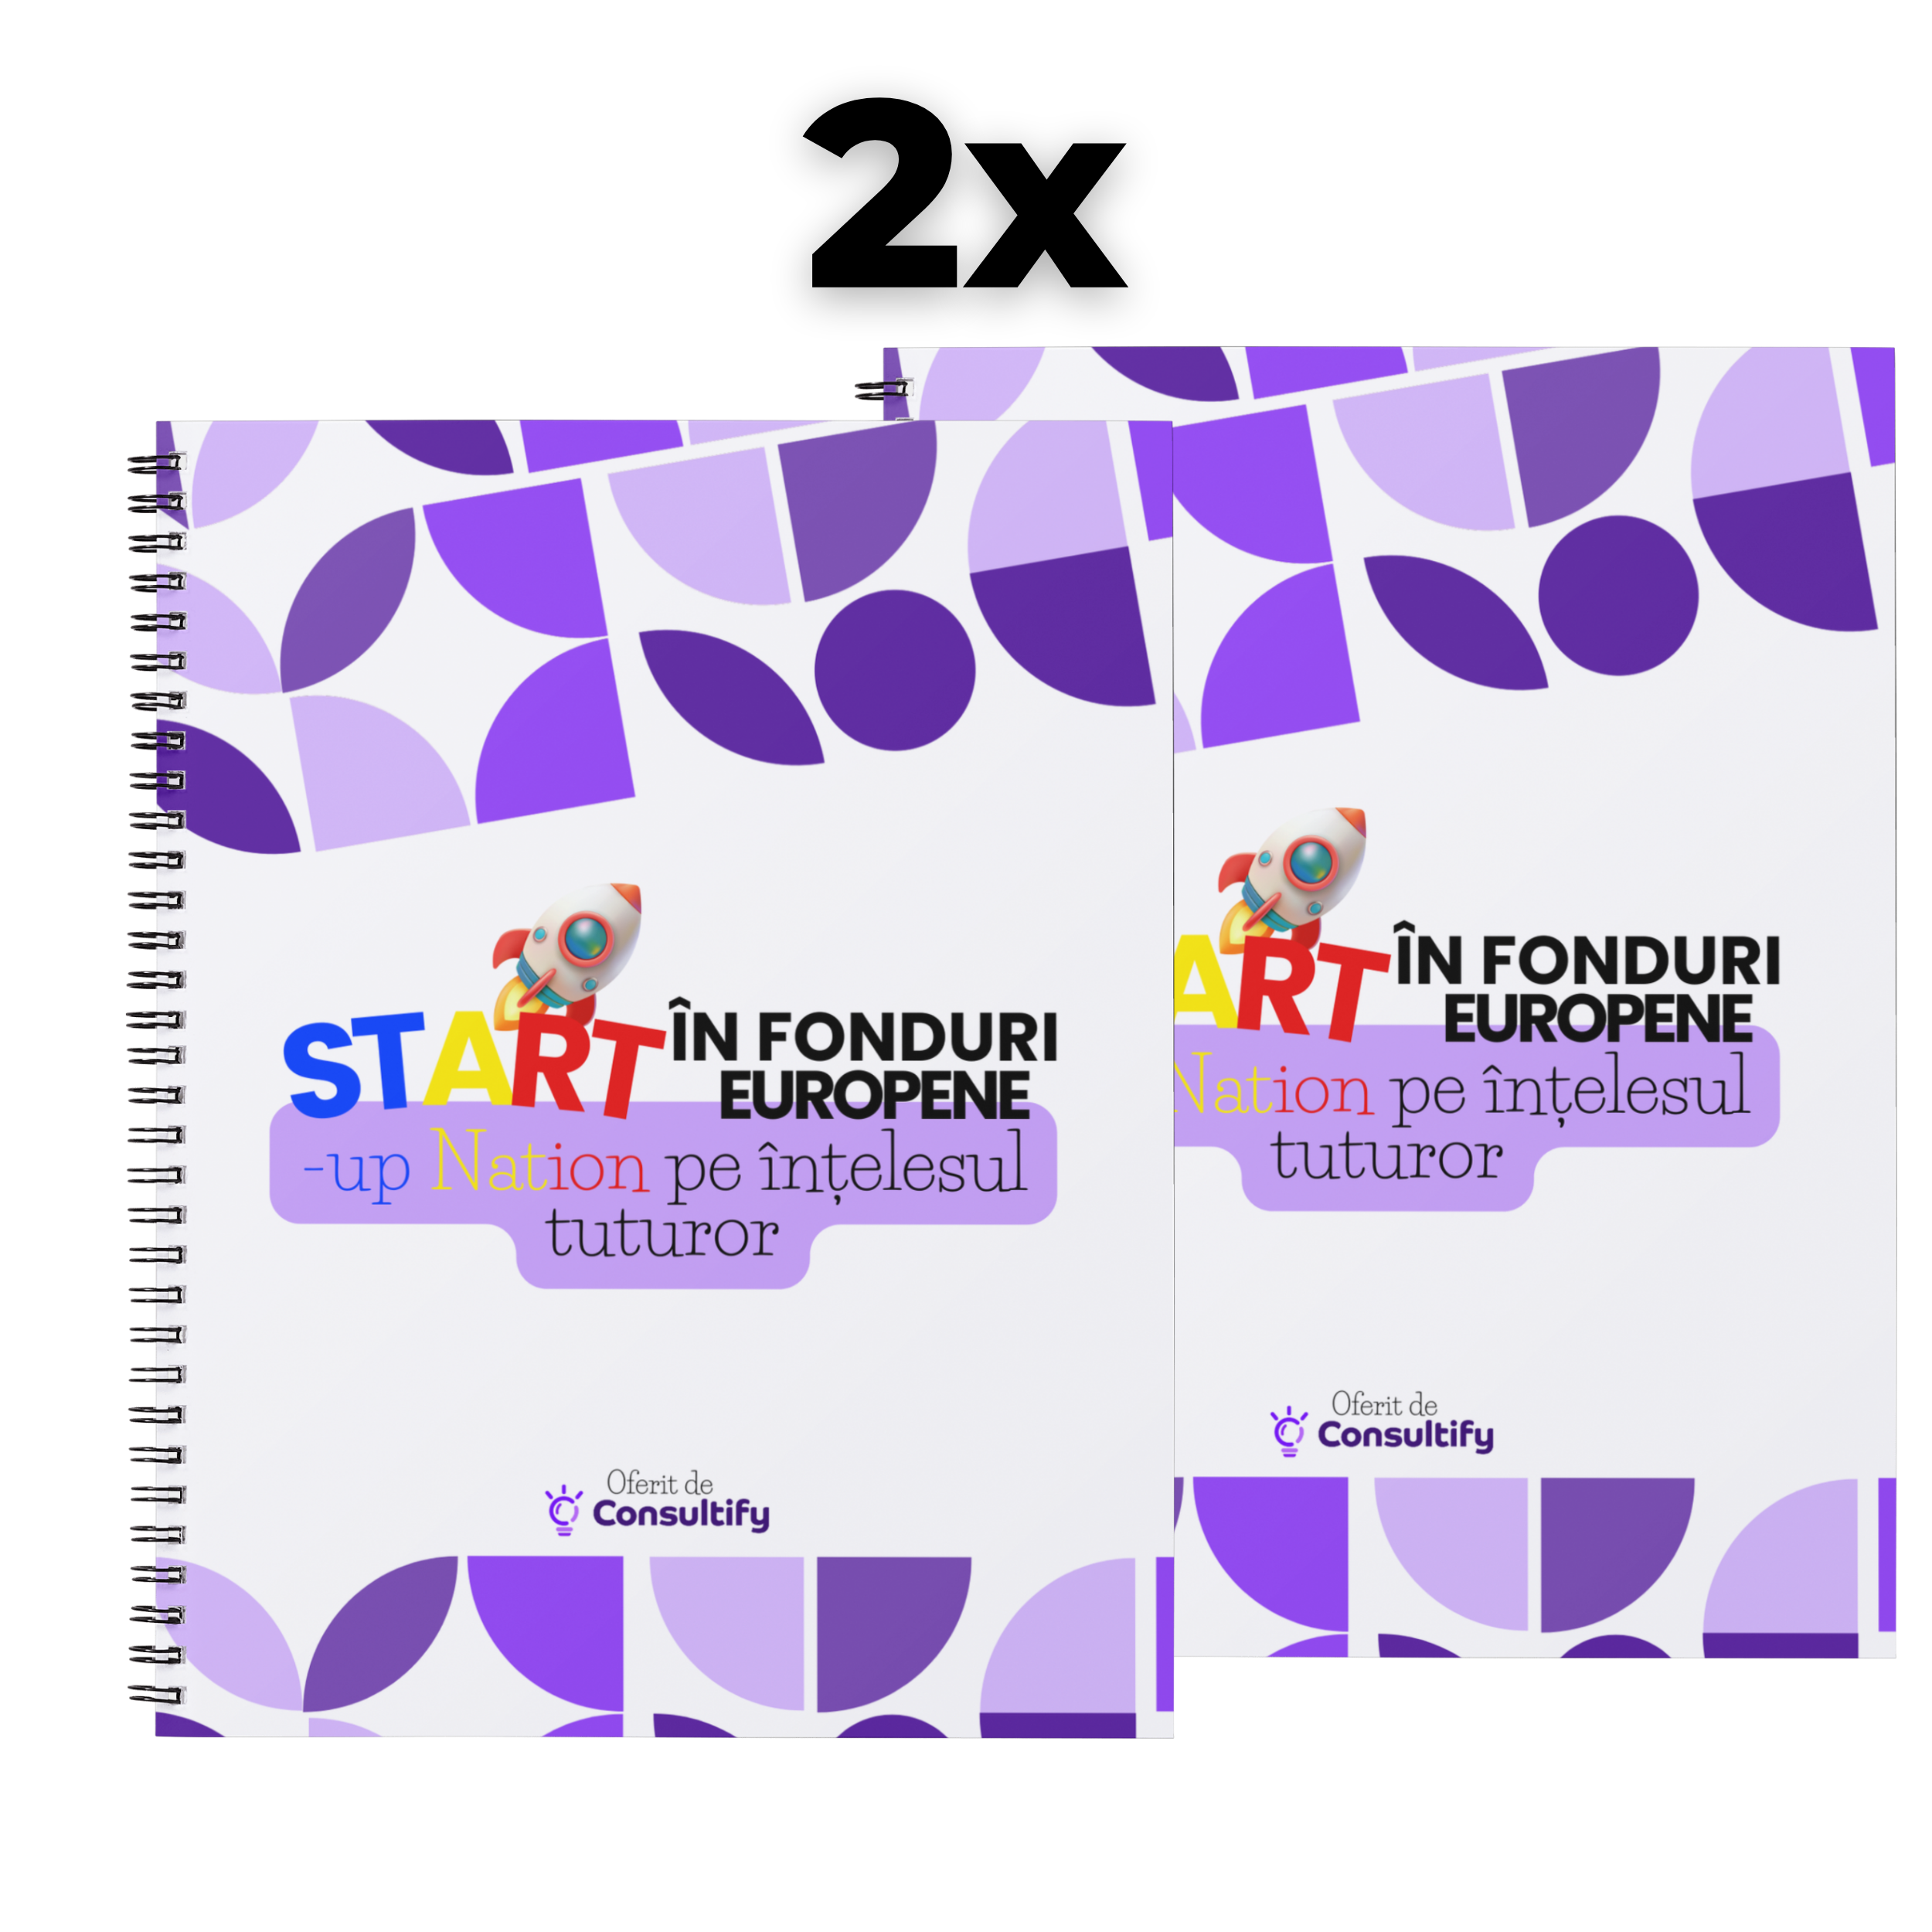 2x
START ÎN FONDURI
EUROPENE
-up Nation pe înțelesul
tuturor
Oferit de
Consultify
ART ÎN FONDURI
EUROPENE
Nation pe înțelesul
tuturor
Oferit de
Consultify